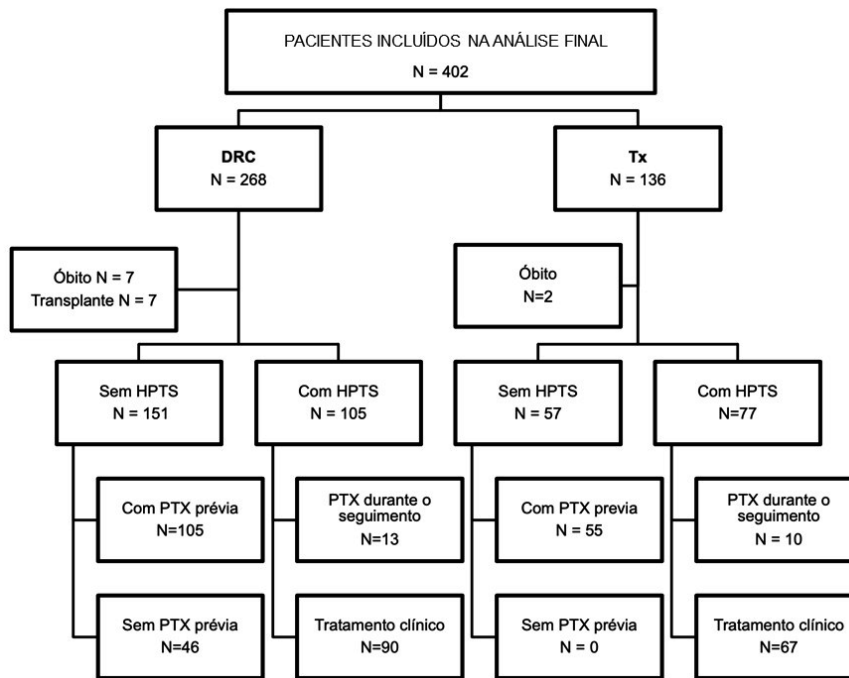 PACIENTES INCLUÍDOS NA ANÁLISE FINAL
N = 402
DRC
N = 268
Tx
N = 136
Óbito N = 7
Transplante N = 7
Óbito
N=2
Sem HPTS
N = 151
Com HPTS
N = 105
Sem HPTS
N = 57
Com HPTS
N=77
Com PTX prévia
N=105
PTX durante o
seguimento
N=13
Com PTX previa
N = 55
PTX durante o
seguimento
N = 10
Sem PTX prévia
N=46
Tratamento clínico
N=90
Sem PTX prévia
N = 0
Tratamento clínico
N=67